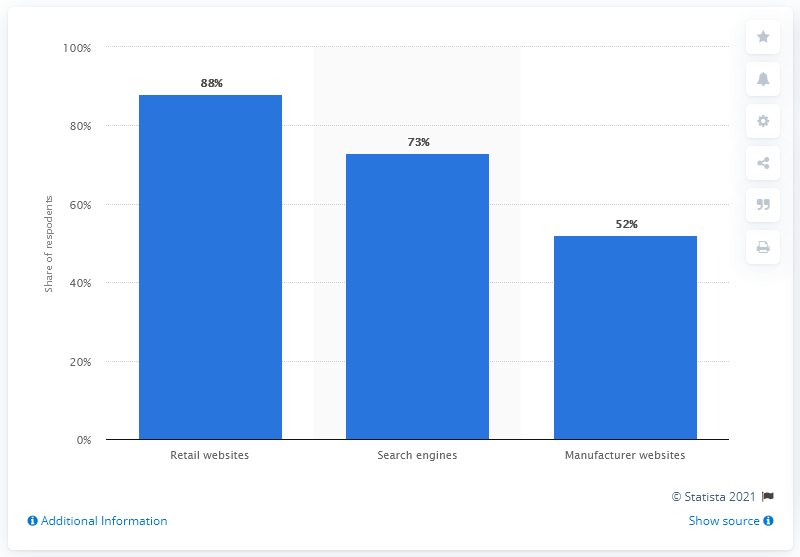 100%
88%
80%
73%
60%
52%
Share of respodents
40%
20%
0%
Retail websites
Search engines
Manufacturer websites
© Statista 2021
Additional Information
Show source